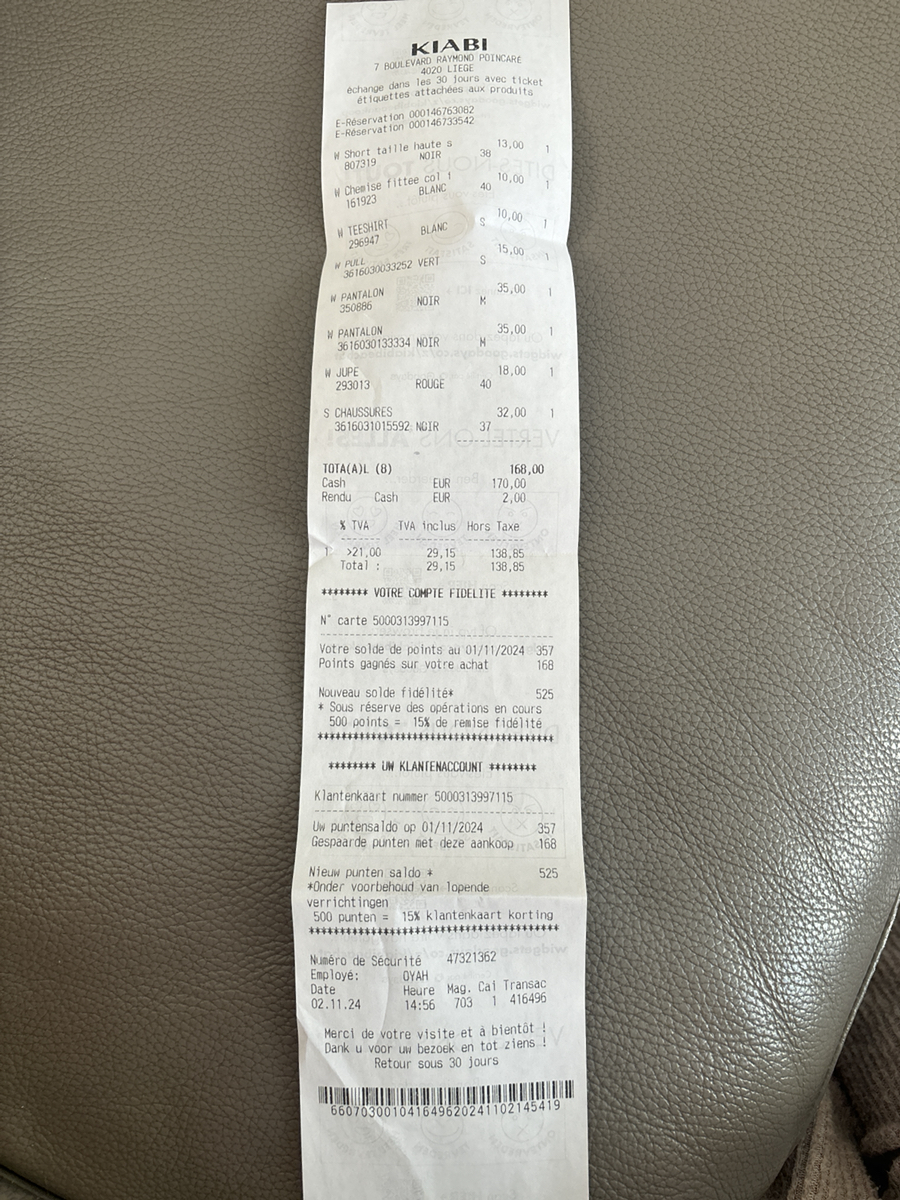 KIABI
7 BOULEVARD RAYMOND POINCARE
4020 LIEGE
échange dans les 30 jours avec ticket
étiquettes attachées aux produits
E-Réservation 000146763082
E-Réservation 000146733542
W Short taille haute s 13,00 1
807319 NOIR 38
W Chemise fittee col i 10,00 1
161923 BLANC 40
W TEESHIRT 10,00 1
296947 BLANC S
W PULL 15,00 1
3616030033252 VERT S
W PANTALON 35,00 1
350886 NOIR M
W PANTALON 35,00 1
3616030133334 NOIR M
W JUPE 18,00 1
293013 ROUGE 40
S CHAUSSURES 32,00 1
3616031015592 NOIR 37
------------
TOTA(A)L (8) 168,00
Cash EUR 170,00
Rendu Cash EUR 2,00
% TVA TVA inclus Hors Taxe
1 >21,00 29,15 138,85
Total : 29,15 138,85
******** VOTRE COMPTE FIDELITE ********
N° carte 5000313997115
Votre solde de points au 01/11/2024 357
Points gagnés sur votre achat 168
Nouveau solde fidélité* 525
* Sous réserve des opérations en cours
500 points = 15% de remise fidélité
****************************************
******** UW KLANTENACCOUNT ********
Klantenkaart nummer 5000313997115
Uw puntensaldo op 01/11/2024 357
Gespaarde punten met deze aankoop 168
Nieuw punten saldo * 525
*Onder voorbehoud van lopende
verrichtingen
500 punten = 15% klantenkaart korting
****************************************
Numéro de Sécurité 47321362
Employé: OYAH
Date Heure Mag. Cai Transac
02.11.24 14:56 703 1 416496
Merci de votre visite et à bientôt !
Dank u voor uw bezoek en tot ziens !
Retour sous 30 jours
660703001041649620241102145419